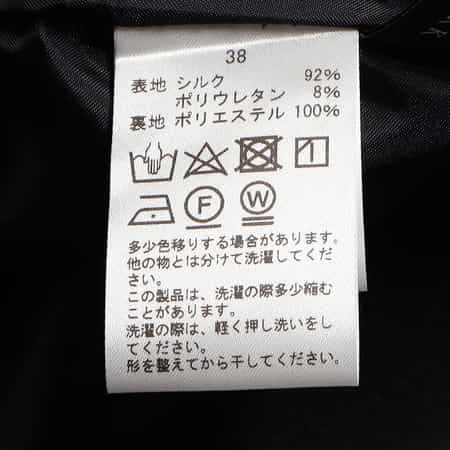 38
表地 シルク 92%
ポリウレタン 8%
裏地 ポリエステル 100%
F
W
多少色移りする場合があります。
他の物とは分けて洗濯してくだ
さい。
この製品は、洗濯の際多少縮む
ことがあります。
洗濯の際は、軽く押し洗いをし
てください。
形を整えてから干してください。